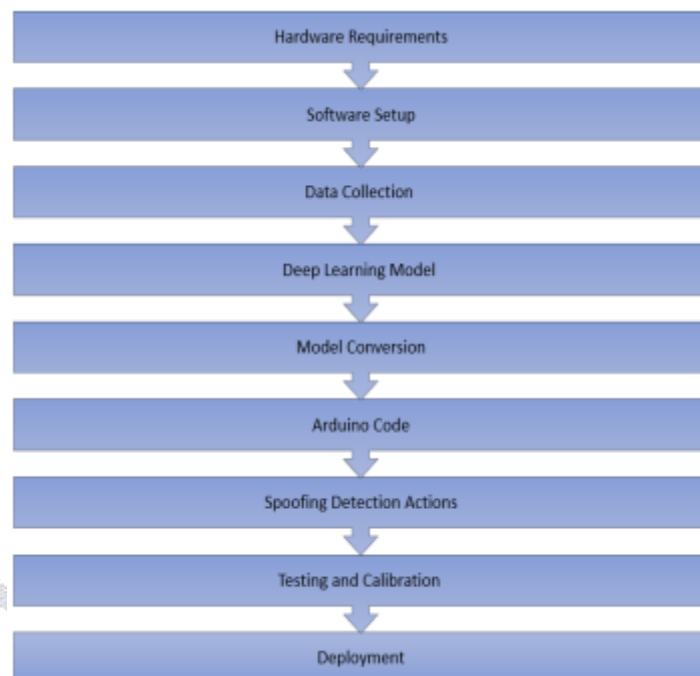 Hardware Requirements
Software Setup
Data Collection
Deep Learning Model
Model Conversion
Arduino Code
Spoofing Detection Actions
Testing and Calibration
Deployment